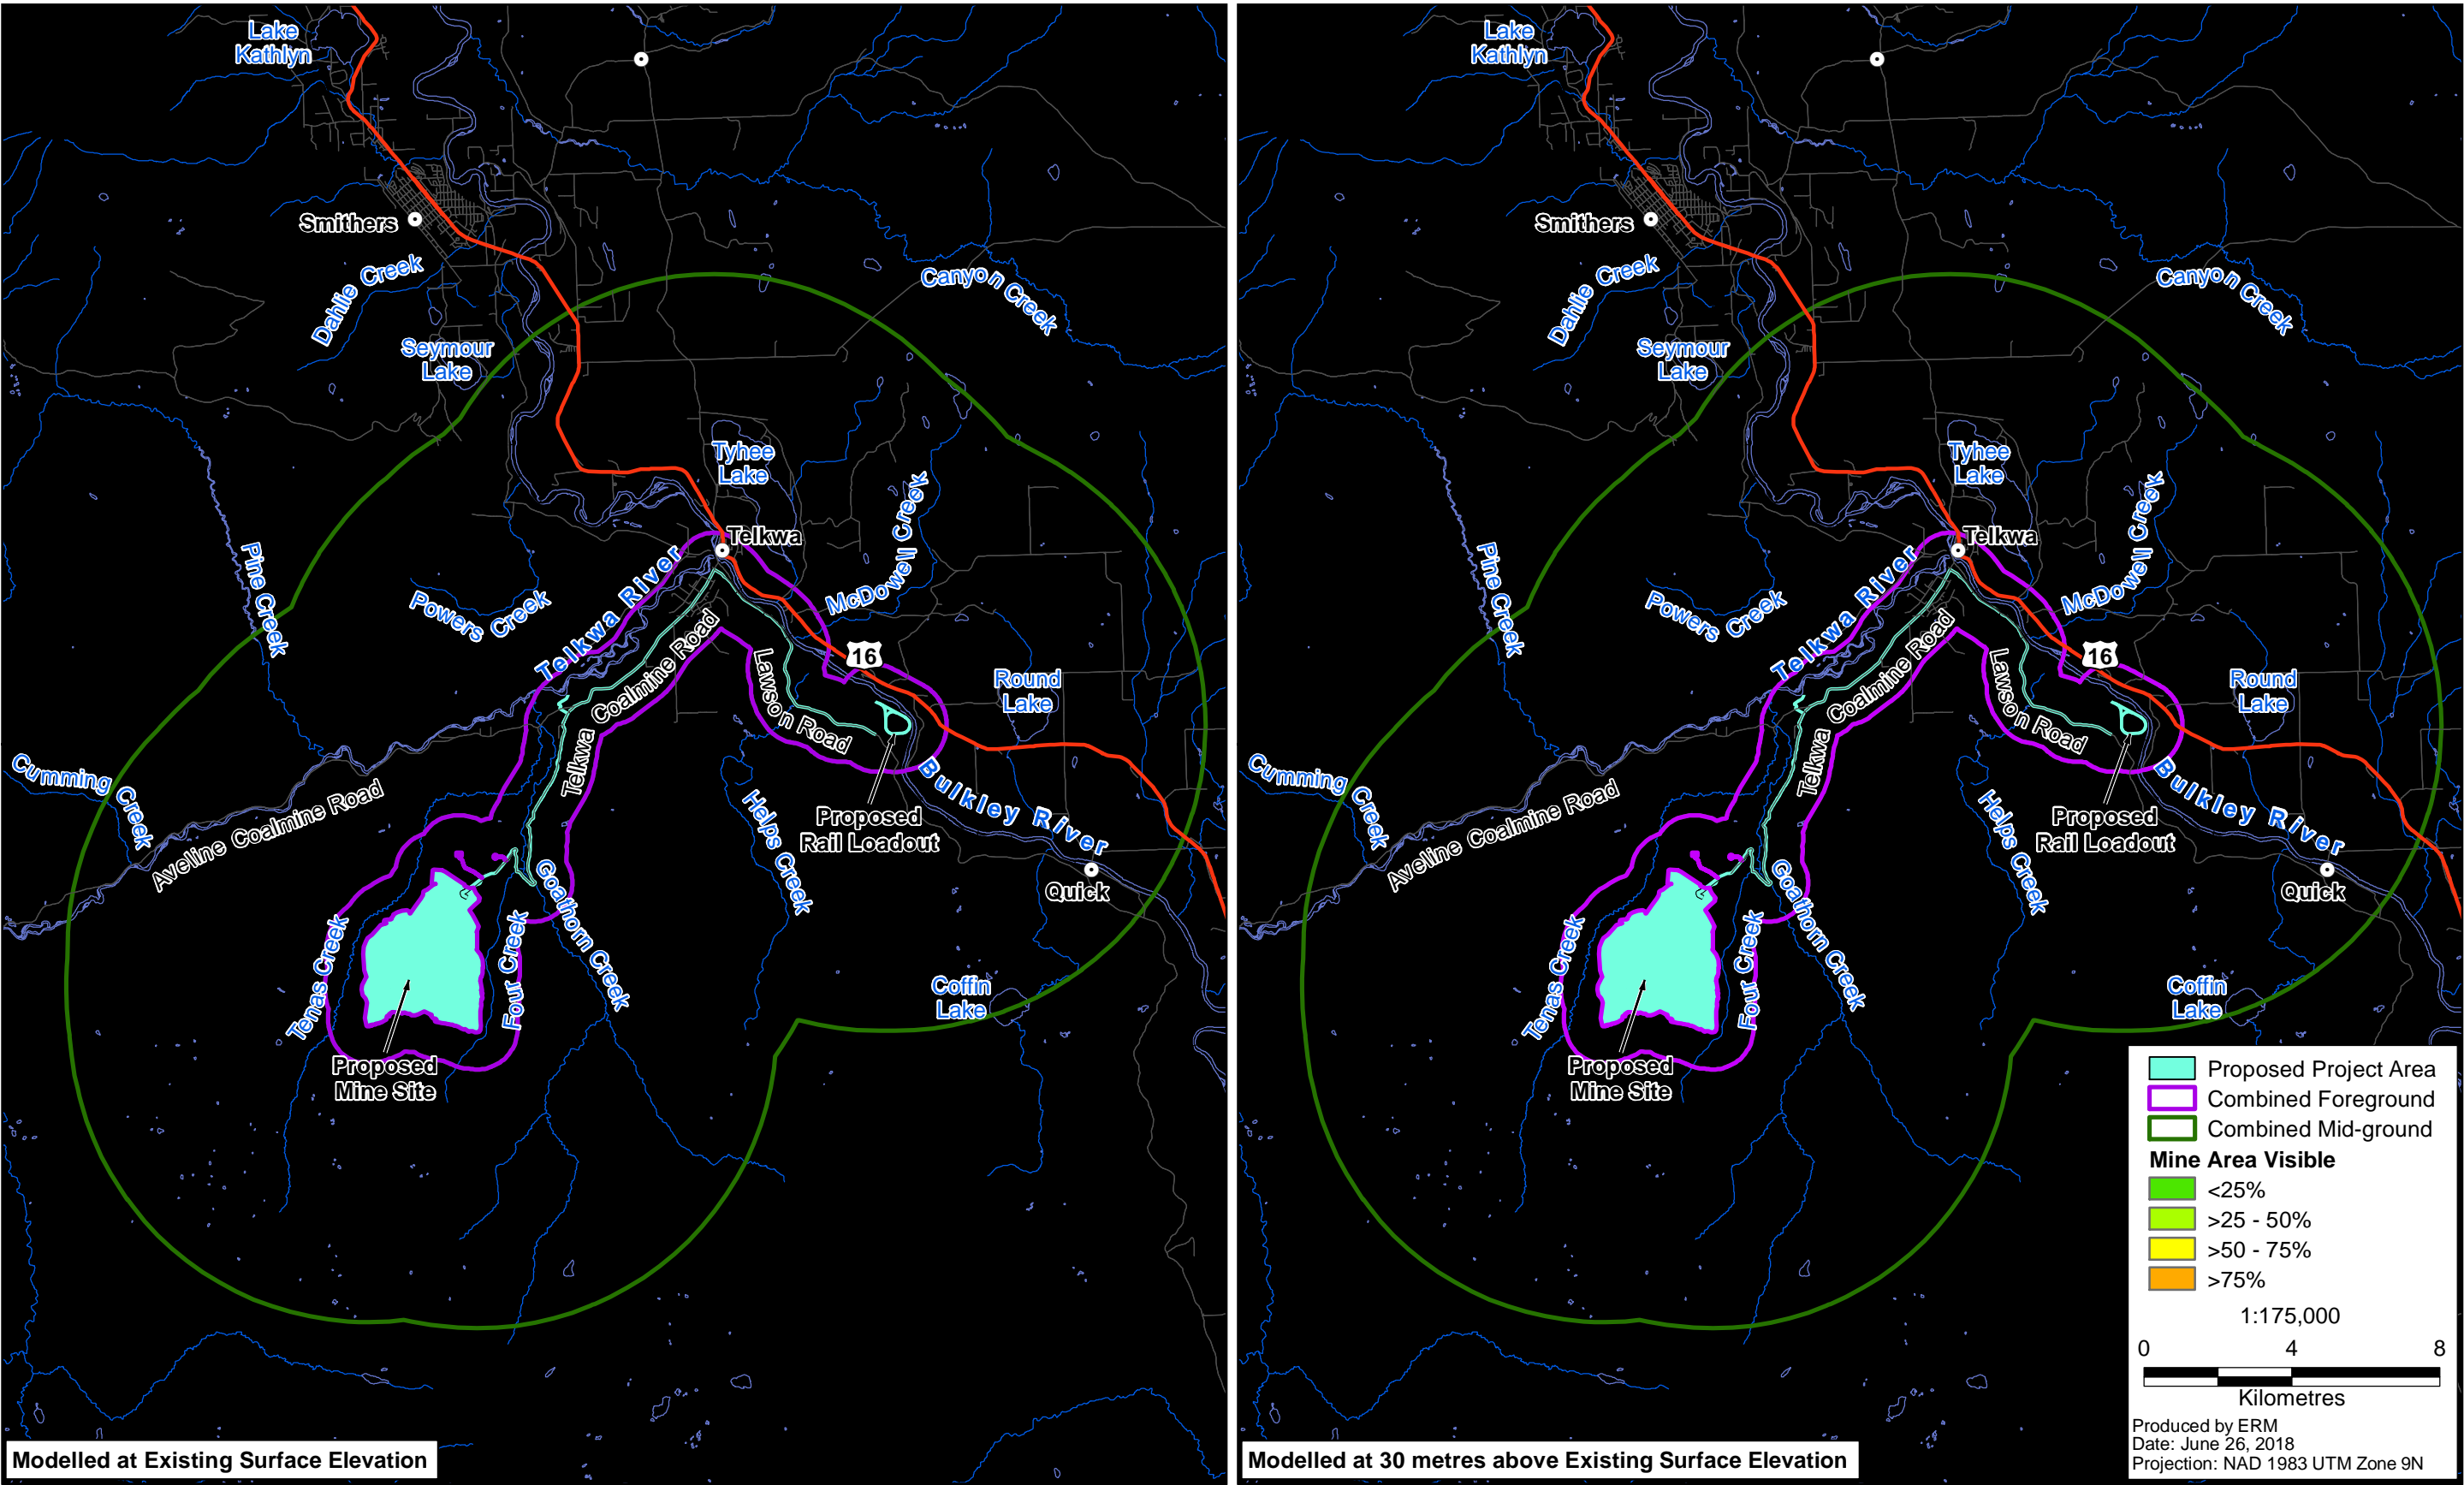 Lake
Kathlyn
Smithers
Dahlie Creek
Canyon Creek
Seymour
Lake
Tyhee
Lake
Telkwa
Pine Creek
Powers Creek
Telkwa River
McDowell Creek
16
Telkwa Coalmine Road
Lawson Road
Round
Lake
Cumming Creek
Aveline Coalmine Road
Proposed
Rail Loadout
Bulkley River
Helps Creek
Quick
Goathorn Creek
Tenas Creek
Four Creek
Coffin
Lake
Proposed
Mine Site
Modelled at Existing Surface Elevation
Lake
Kathlyn
Smithers
Dahlie Creek
Canyon Creek
Seymour
Lake
Tyhee
Lake
Telkwa
Pine Creek
Powers Creek
Telkwa River
McDowell Creek
16
Telkwa Coalmine Road
Lawson Road
Round
Lake
Cumming Creek
Aveline Coalmine Road
Proposed
Rail Loadout
Bulkley River
Helps Creek
Quick
Goathorn Creek
Tenas Creek
Four Creek
Coffin
Lake
Proposed
Mine Site
Modelled at 30 metres above Existing Surface Elevation
Proposed Project Area
Combined Foreground
Combined Mid-ground
Mine Area Visible
<25%
>25 - 50%
>50 - 75%
>75%
1:175,000
0 4 8
Kilometres
Produced by ERM
Date: June 26, 2018
Projection: NAD 1983 UTM Zone 9N